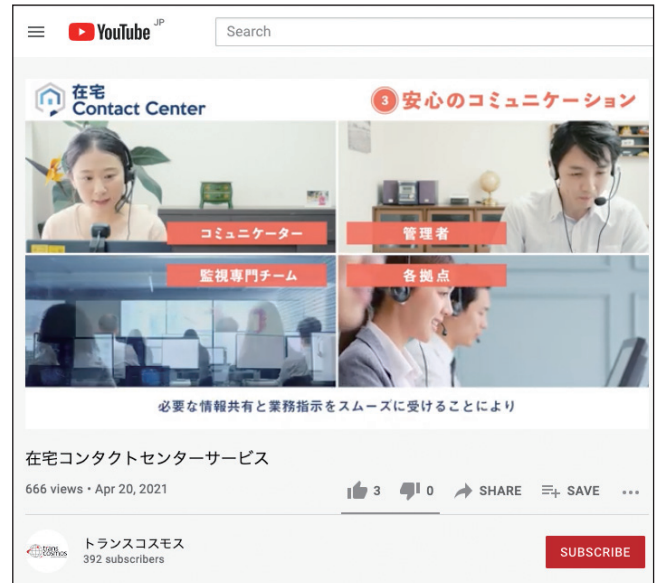 YouTube JP
Search
在宅
Contact Center
3 安心のコミュニケーション
コミュニケーター
管理者
監視専門チーム
各拠点
必要な情報共有と業務指示をスムーズに受けることにより
在宅コンタクトセンターサービス
666 views • Apr 20, 2021
3
0
SHARE
SAVE
trans
cosmos
トランスコスモス
392 subscribers
SUBSCRIBE